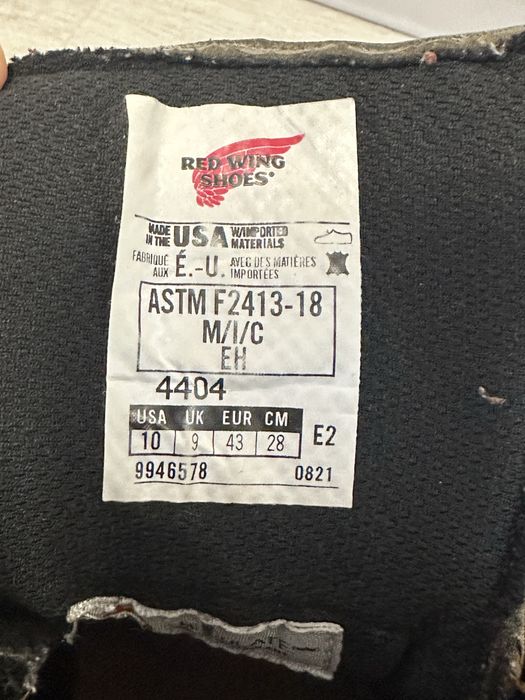 RED WING
SHOES®
MADE IN THE USA W/IMPORTED MATERIALS
FABRIQUÉ AUX É.-U. AVEC DES MATIÈRES IMPORTÉES
ASTM F2413-18
M/I/C
EH
4404
USA UK EUR CM
10 9 43 28 E2
9946578 0821